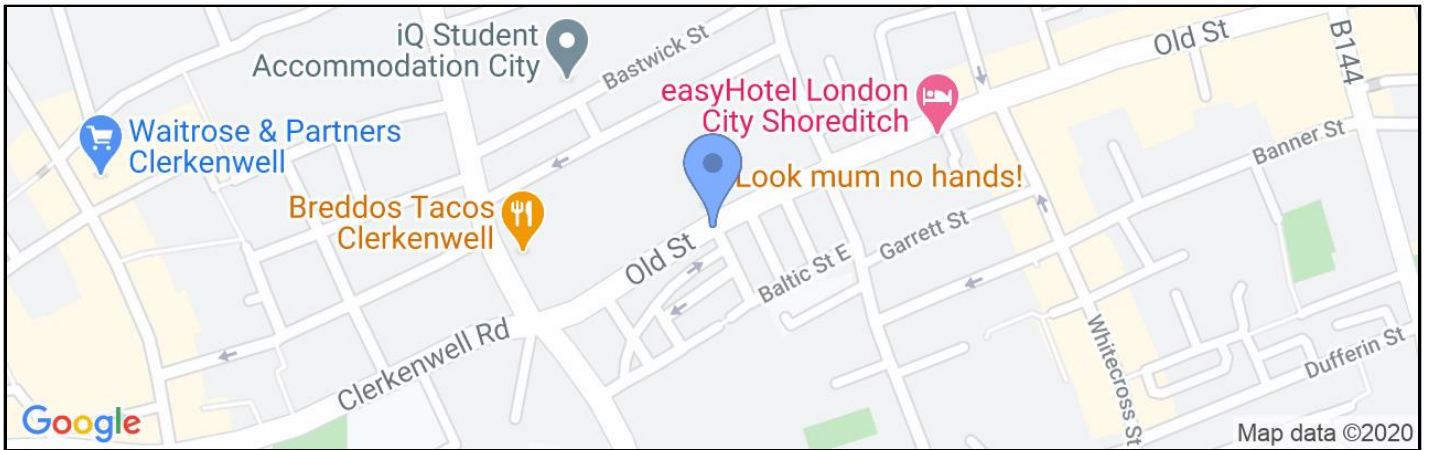 iQ Student
Accommodation City
Bastwick St
Old St
B144
easyHotel London
City Shoreditch
Waitrose & Partners
Clerkenwell
Banner St
Look mum no hands!
Breddos Tacos
Clerkenwell
Garrett St
Old St
Baltic St E
Whitecross St
Dufferin St
Clerkenwell Rd
Google
Map data ©2020